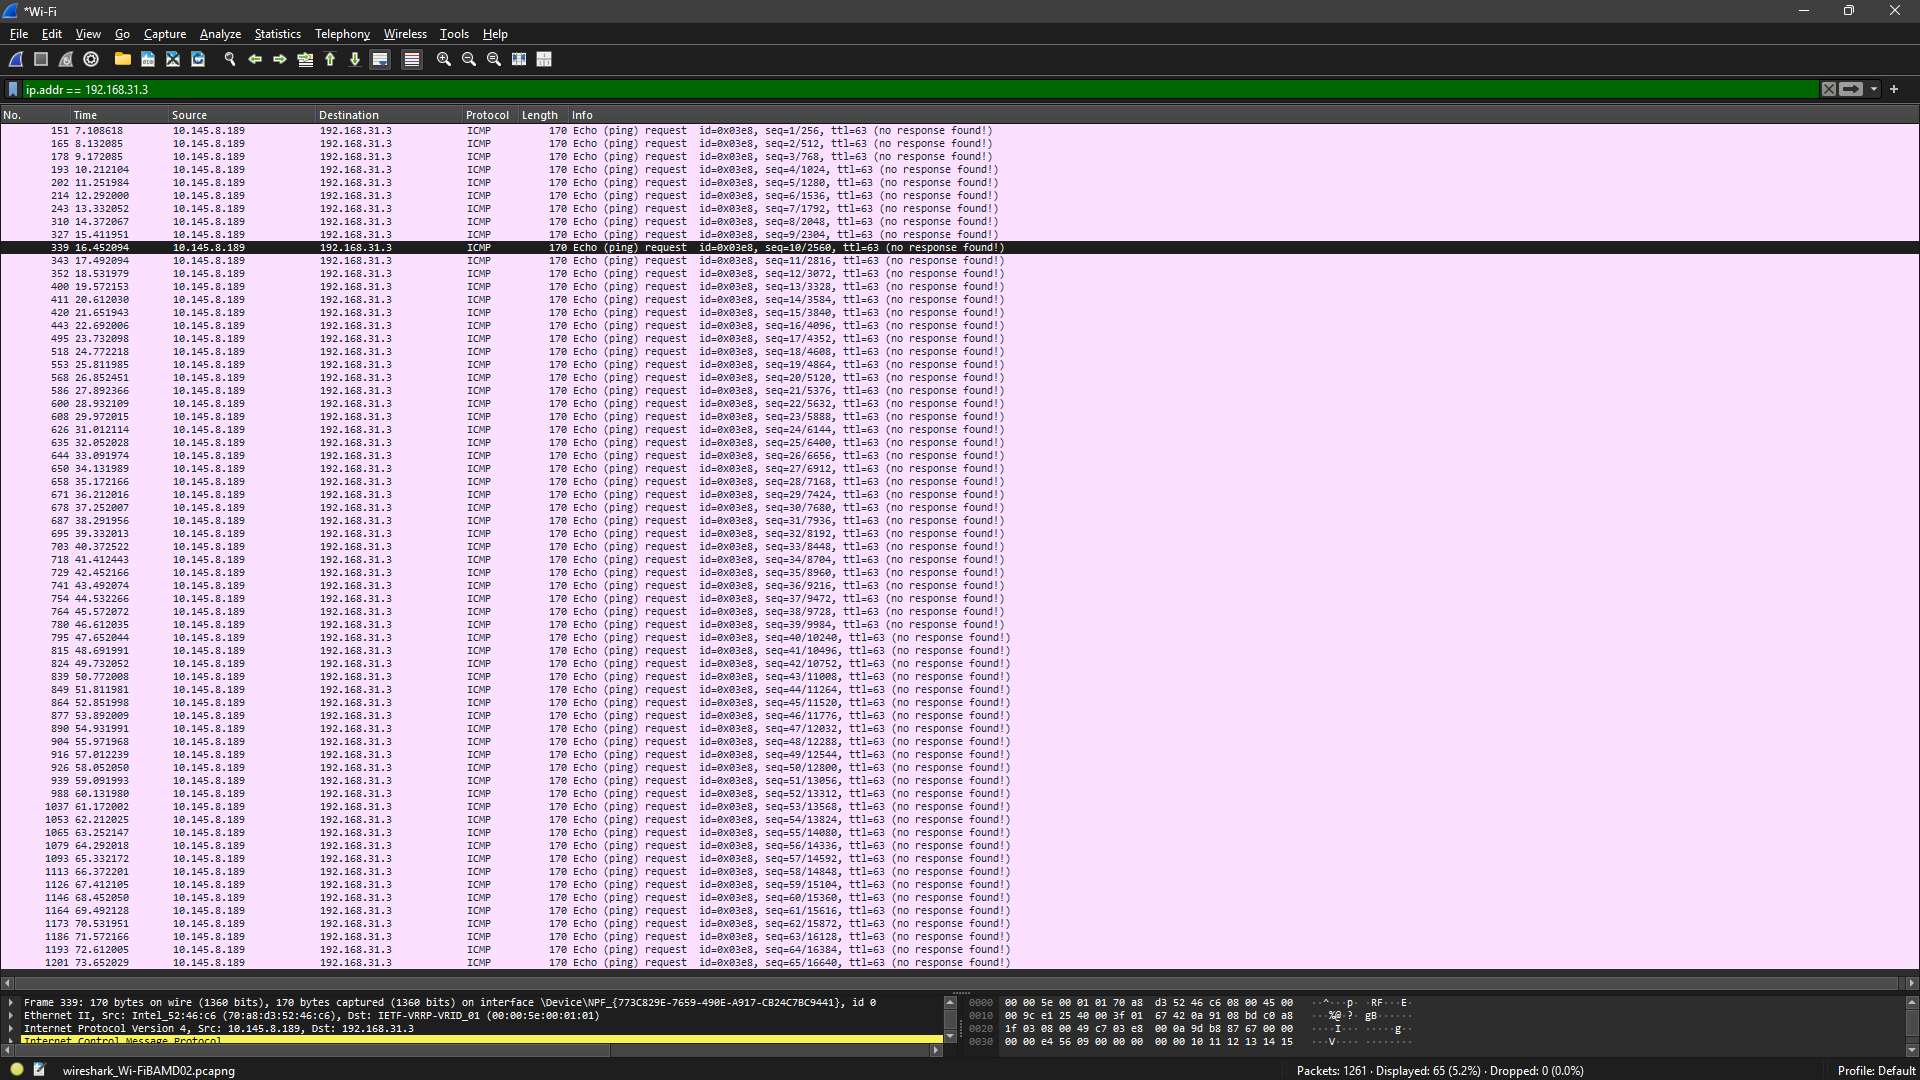 *Wi-Fi
File Edit View Go Capture Analyze Statistics Telephony Wireless Tools Help
ip.addr == 192.168.31.3
No. Time Source Destination Protocol Length Info
151 7.108618 10.145.8.189 192.168.31.3 ICMP 170 Echo (ping) request id=0x03e8, seq=1/256, ttl=63 (no response found!)
165 8.132085 10.145.8.189 192.168.31.3 ICMP 170 Echo (ping) request id=0x03e8, seq=2/512, ttl=63 (no response found!)
178 9.172085 10.145.8.189 192.168.31.3 ICMP 170 Echo (ping) request id=0x03e8, seq=3/768, ttl=63 (no response found!)
193 10.212104 10.145.8.189 192.168.31.3 ICMP 170 Echo (ping) request id=0x03e8, seq=4/1024, ttl=63 (no response found!)
202 11.251984 10.145.8.189 192.168.31.3 ICMP 170 Echo (ping) request id=0x03e8, seq=5/1280, ttl=63 (no response found!)
214 12.292000 10.145.8.189 192.168.31.3 ICMP 170 Echo (ping) request id=0x03e8, seq=6/1536, ttl=63 (no response found!)
243 13.332052 10.145.8.189 192.168.31.3 ICMP 170 Echo (ping) request id=0x03e8, seq=7/1792, ttl=63 (no response found!)
310 14.372067 10.145.8.189 192.168.31.3 ICMP 170 Echo (ping) request id=0x03e8, seq=8/2048, ttl=63 (no response found!)
327 15.411951 10.145.8.189 192.168.31.3 ICMP 170 Echo (ping) request id=0x03e8, seq=9/2304, ttl=63 (no response found!)
339 16.452094 10.145.8.189 192.168.31.3 ICMP 170 Echo (ping) request id=0x03e8, seq=10/2560, ttl=63 (no response found!)
343 17.492094 10.145.8.189 192.168.31.3 ICMP 170 Echo (ping) request id=0x03e8, seq=11/2816, ttl=63 (no response found!)
352 18.531979 10.145.8.189 192.168.31.3 ICMP 170 Echo (ping) request id=0x03e8, seq=12/3072, ttl=63 (no response found!)
400 19.572153 10.145.8.189 192.168.31.3 ICMP 170 Echo (ping) request id=0x03e8, seq=13/3328, ttl=63 (no response found!)
411 20.612030 10.145.8.189 192.168.31.3 ICMP 170 Echo (ping) request id=0x03e8, seq=14/3584, ttl=63 (no response found!)
420 21.651943 10.145.8.189 192.168.31.3 ICMP 170 Echo (ping) request id=0x03e8, seq=15/3840, ttl=63 (no response found!)
443 22.692006 10.145.8.189 192.168.31.3 ICMP 170 Echo (ping) request id=0x03e8, seq=16/4096, ttl=63 (no response found!)
495 23.732098 10.145.8.189 192.168.31.3 ICMP 170 Echo (ping) request id=0x03e8, seq=17/4352, ttl=63 (no response found!)
518 24.772218 10.145.8.189 192.168.31.3 ICMP 170 Echo (ping) request id=0x03e8, seq=18/4608, ttl=63 (no response found!)
553 25.811985 10.145.8.189 192.168.31.3 ICMP 170 Echo (ping) request id=0x03e8, seq=19/4864, ttl=63 (no response found!)
568 26.852451 10.145.8.189 192.168.31.3 ICMP 170 Echo (ping) request id=0x03e8, seq=20/5120, ttl=63 (no response found!)
586 27.892366 10.145.8.189 192.168.31.3 ICMP 170 Echo (ping) request id=0x03e8, seq=21/5376, ttl=63 (no response found!)
600 28.932109 10.145.8.189 192.168.31.3 ICMP 170 Echo (ping) request id=0x03e8, seq=22/5632, ttl=63 (no response found!)
608 29.972015 10.145.8.189 192.168.31.3 ICMP 170 Echo (ping) request id=0x03e8, seq=23/5888, ttl=63 (no response found!)
626 31.012114 10.145.8.189 192.168.31.3 ICMP 170 Echo (ping) request id=0x03e8, seq=24/6144, ttl=63 (no response found!)
635 32.052028 10.145.8.189 192.168.31.3 ICMP 170 Echo (ping) request id=0x03e8, seq=25/6400, ttl=63 (no response found!)
644 33.091974 10.145.8.189 192.168.31.3 ICMP 170 Echo (ping) request id=0x03e8, seq=26/6656, ttl=63 (no response found!)
650 34.131989 10.145.8.189 192.168.31.3 ICMP 170 Echo (ping) request id=0x03e8, seq=27/6912, ttl=63 (no response found!)
658 35.172166 10.145.8.189 192.168.31.3 ICMP 170 Echo (ping) request id=0x03e8, seq=28/7168, ttl=63 (no response found!)
671 36.212016 10.145.8.189 192.168.31.3 ICMP 170 Echo (ping) request id=0x03e8, seq=29/7424, ttl=63 (no response found!)
678 37.252007 10.145.8.189 192.168.31.3 ICMP 170 Echo (ping) request id=0x03e8, seq=30/7680, ttl=63 (no response found!)
687 38.291956 10.145.8.189 192.168.31.3 ICMP 170 Echo (ping) request id=0x03e8, seq=31/7936, ttl=63 (no response found!)
695 39.332013 10.145.8.189 192.168.31.3 ICMP 170 Echo (ping) request id=0x03e8, seq=32/8192, ttl=63 (no response found!)
703 40.372522 10.145.8.189 192.168.31.3 ICMP 170 Echo (ping) request id=0x03e8, seq=33/8448, ttl=63 (no response found!)
718 41.412443 10.145.8.189 192.168.31.3 ICMP 170 Echo (ping) request id=0x03e8, seq=34/8704, ttl=63 (no response found!)
729 42.452166 10.145.8.189 192.168.31.3 ICMP 170 Echo (ping) request id=0x03e8, seq=35/8960, ttl=63 (no response found!)
741 43.492074 10.145.8.189 192.168.31.3 ICMP 170 Echo (ping) request id=0x03e8, seq=36/9216, ttl=63 (no response found!)
754 44.532266 10.145.8.189 192.168.31.3 ICMP 170 Echo (ping) request id=0x03e8, seq=37/9472, ttl=63 (no response found!)
764 45.572072 10.145.8.189 192.168.31.3 ICMP 170 Echo (ping) request id=0x03e8, seq=38/9728, ttl=63 (no response found!)
780 46.612035 10.145.8.189 192.168.31.3 ICMP 170 Echo (ping) request id=0x03e8, seq=39/9984, ttl=63 (no response found!)
795 47.652044 10.145.8.189 192.168.31.3 ICMP 170 Echo (ping) request id=0x03e8, seq=40/10240, ttl=63 (no response found!)
815 48.691991 10.145.8.189 192.168.31.3 ICMP 170 Echo (ping) request id=0x03e8, seq=41/10496, ttl=63 (no response found!)
824 49.732052 10.145.8.189 192.168.31.3 ICMP 170 Echo (ping) request id=0x03e8, seq=42/10752, ttl=63 (no response found!)
839 50.772008 10.145.8.189 192.168.31.3 ICMP 170 Echo (ping) request id=0x03e8, seq=43/11008, ttl=63 (no response found!)
849 51.811981 10.145.8.189 192.168.31.3 ICMP 170 Echo (ping) request id=0x03e8, seq=44/11264, ttl=63 (no response found!)
864 52.851998 10.145.8.189 192.168.31.3 ICMP 170 Echo (ping) request id=0x03e8, seq=45/11520, ttl=63 (no response found!)
877 53.892009 10.145.8.189 192.168.31.3 ICMP 170 Echo (ping) request id=0x03e8, seq=46/11776, ttl=63 (no response found!)
890 54.931991 10.145.8.189 192.168.31.3 ICMP 170 Echo (ping) request id=0x03e8, seq=47/12032, ttl=63 (no response found!)
904 55.971968 10.145.8.189 192.168.31.3 ICMP 170 Echo (ping) request id=0x03e8, seq=48/12288, ttl=63 (no response found!)
916 57.012239 10.145.8.189 192.168.31.3 ICMP 170 Echo (ping) request id=0x03e8, seq=49/12544, ttl=63 (no response found!)
926 58.052050 10.145.8.189 192.168.31.3 ICMP 170 Echo (ping) request id=0x03e8, seq=50/12800, ttl=63 (no response found!)
939 59.091993 10.145.8.189 192.168.31.3 ICMP 170 Echo (ping) request id=0x03e8, seq=51/13056, ttl=63 (no response found!)
988 60.131980 10.145.8.189 192.168.31.3 ICMP 170 Echo (ping) request id=0x03e8, seq=52/13312, ttl=63 (no response found!)
1037 61.172002 10.145.8.189 192.168.31.3 ICMP 170 Echo (ping) request id=0x03e8, seq=53/13568, ttl=63 (no response found!)
1053 62.212025 10.145.8.189 192.168.31.3 ICMP 170 Echo (ping) request id=0x03e8, seq=54/13824, ttl=63 (no response found!)
1065 63.252147 10.145.8.189 192.168.31.3 ICMP 170 Echo (ping) request id=0x03e8, seq=55/14080, ttl=63 (no response found!)
1079 64.292018 10.145.8.189 192.168.31.3 ICMP 170 Echo (ping) request id=0x03e8, seq=56/14336, ttl=63 (no response found!)
1093 65.332172 10.145.8.189 192.168.31.3 ICMP 170 Echo (ping) request id=0x03e8, seq=57/14592, ttl=63 (no response found!)
1113 66.372201 10.145.8.189 192.168.31.3 ICMP 170 Echo (ping) request id=0x03e8, seq=58/14848, ttl=63 (no response found!)
1126 67.412105 10.145.8.189 192.168.31.3 ICMP 170 Echo (ping) request id=0x03e8, seq=59/15104, ttl=63 (no response found!)
1146 68.452050 10.145.8.189 192.168.31.3 ICMP 170 Echo (ping) request id=0x03e8, seq=60/15360, ttl=63 (no response found!)
1164 69.492128 10.145.8.189 192.168.31.3 ICMP 170 Echo (ping) request id=0x03e8, seq=61/15616, ttl=63 (no response found!)
1173 70.531951 10.145.8.189 192.168.31.3 ICMP 170 Echo (ping) request id=0x03e8, seq=62/15872, ttl=63 (no response found!)
1186 71.572166 10.145.8.189 192.168.31.3 ICMP 170 Echo (ping) request id=0x03e8, seq=63/16128, ttl=63 (no response found!)
1193 72.612005 10.145.8.189 192.168.31.3 ICMP 170 Echo (ping) request id=0x03e8, seq=64/16384, ttl=63 (no response found!)
1201 73.652029 10.145.8.189 192.168.31.3 ICMP 170 Echo (ping) request id=0x03e8, seq=65/16640, ttl=63 (no response found!)
Frame 339: 170 bytes on wire (1360 bits), 170 bytes captured (1360 bits) on interface \Device\NPF_{773C829E-7659-490E-A917-CB24C7BC9441}, id 0
Ethernet II, Src: Intel_52:46:c6 (70:a8:d3:52:46:c6), Dst: IETF-VRRP-VRID_01 (00:00:5e:00:01:01)
Internet Protocol Version 4, Src: 10.145.8.189, Dst: 192.168.31.3
Internet Control Message Protocol
0000 00 00 5e 00 01 01 70 a8 d3 52 46 c6 08 00 45 00 ··^···p· ·RF···E·
0010 00 9c e1 25 40 00 3f 01 67 42 0a 91 08 bd c0 a8 ···%@·?· gB······
0020 1f 03 08 00 49 c7 03 e8 00 0a 9d b8 87 67 00 00 ····I··· ·····g··
0030 00 00 e4 56 09 00 00 00 00 00 10 11 12 13 14 15 ···V···· ········
wireshark_Wi-FiBAMD02.pcapng
Packets: 1261 · Displayed: 65 (5.2%) · Dropped: 0 (0.0%)
Profile: Default